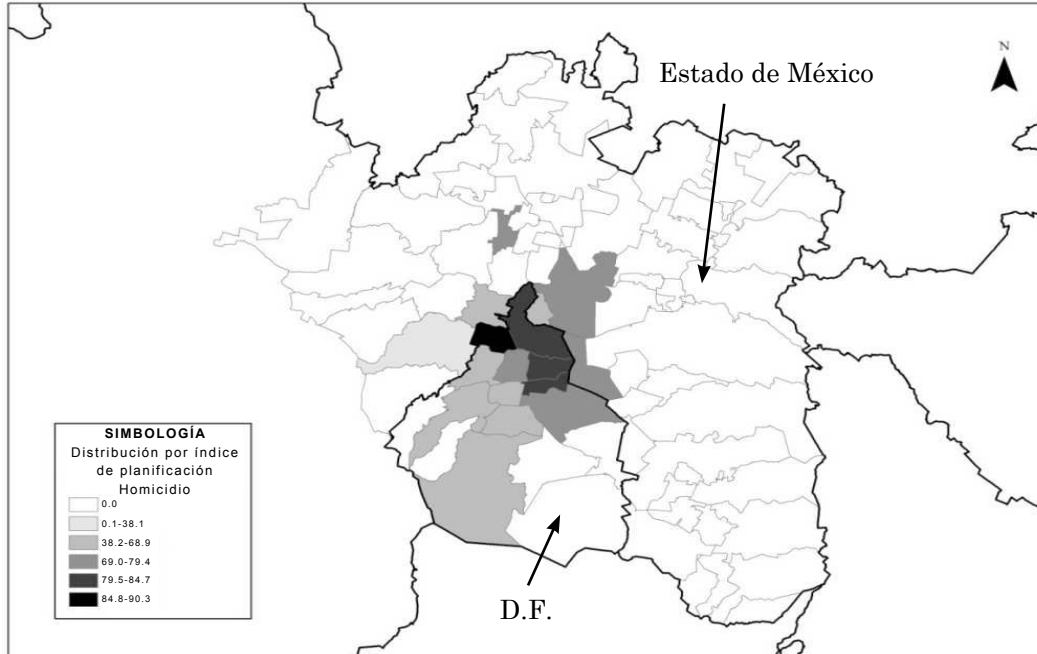 N
Estado de México
SIMBOLOGÍA
Distribución por índice
de planificación
Homicidio
0.0
0.1-38.1
38.2-68.9
69.0-79.4
79.5-84.7
84.8-90.3
D.F.